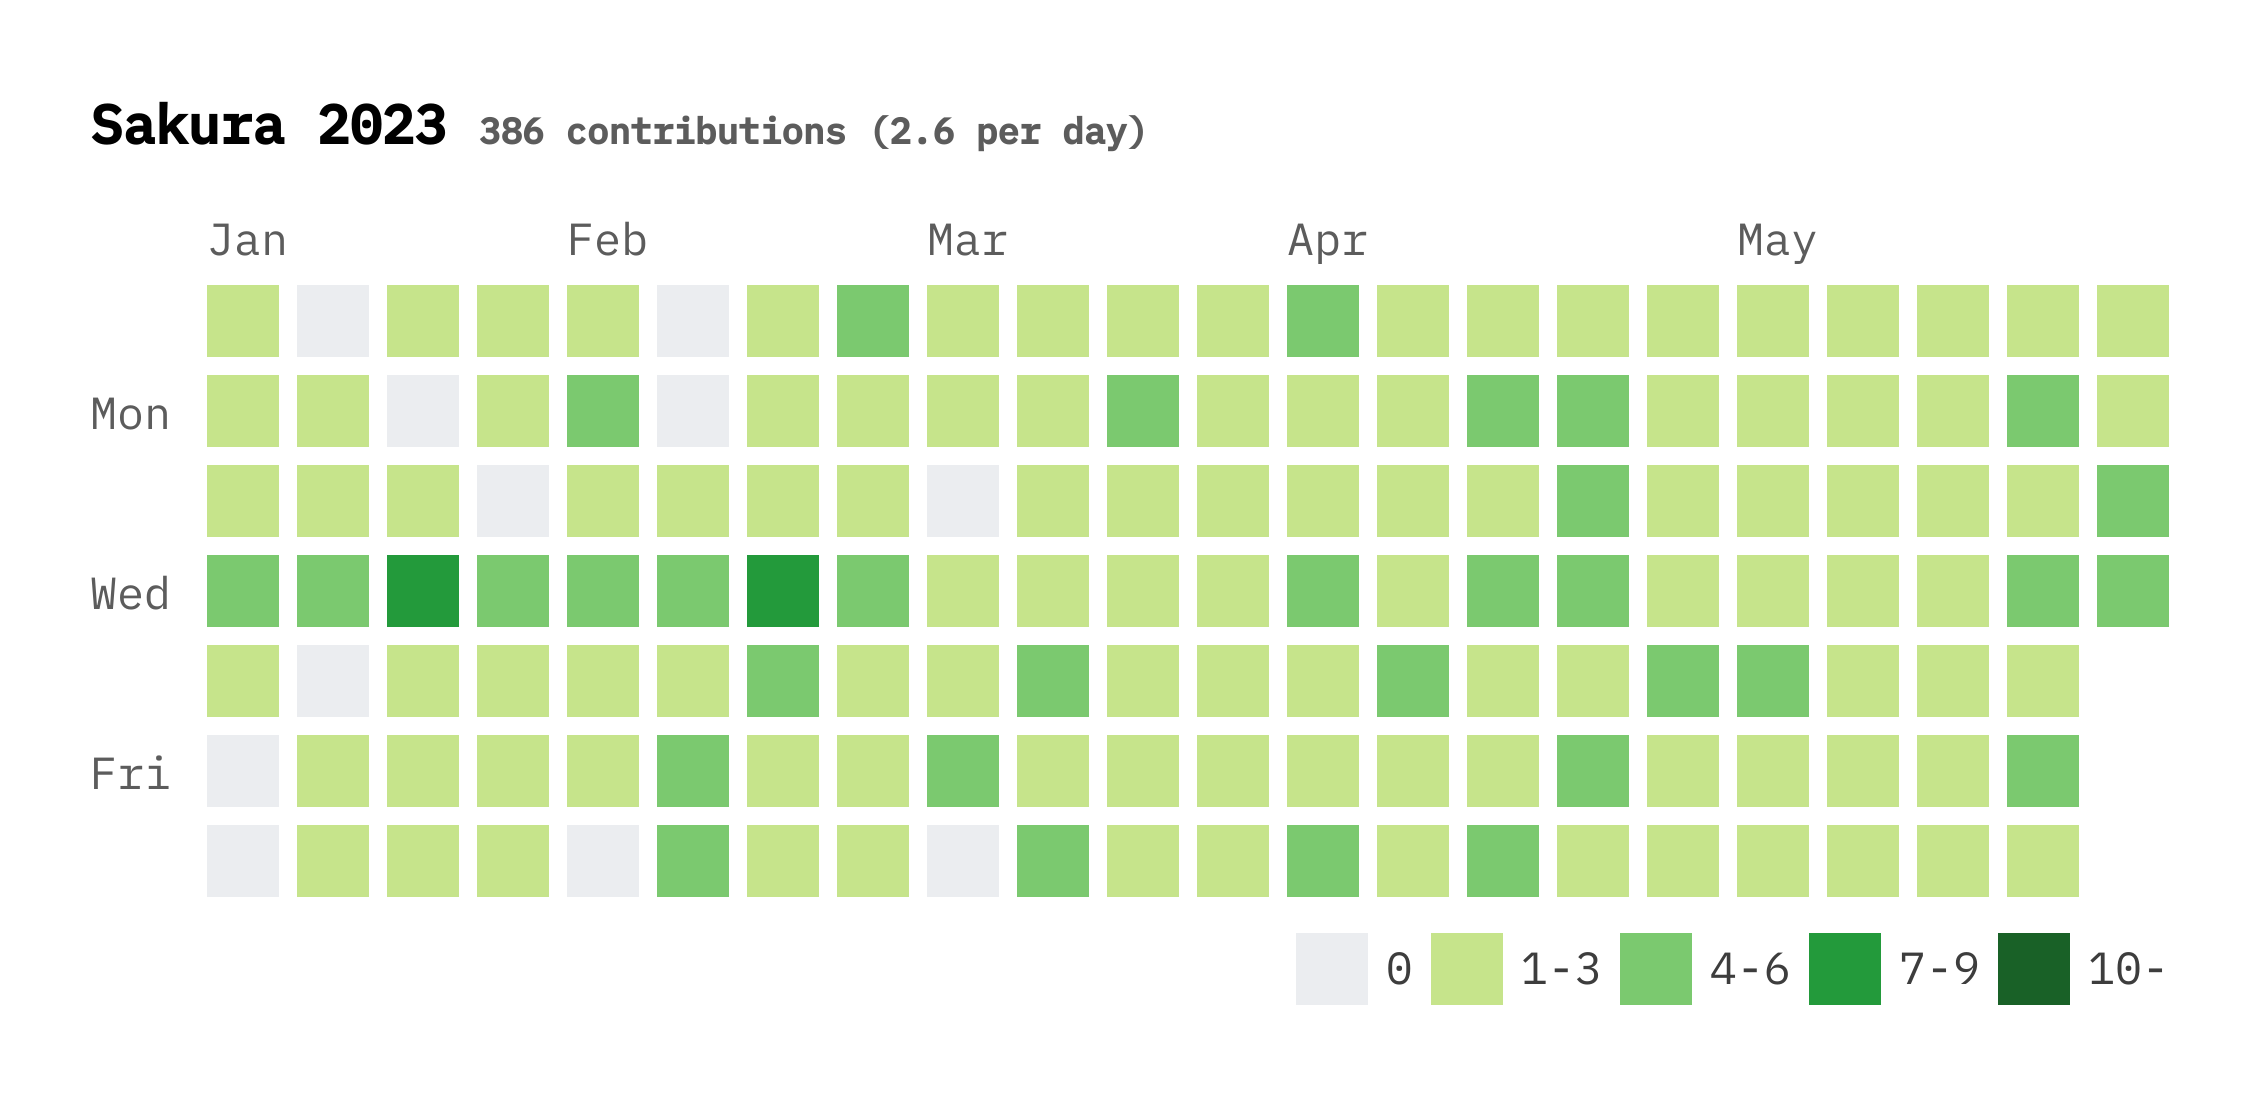 Sakura 2023 386 contributions (2.6 per day)
Jan Feb Mar Apr May
Mon
Wed
Fri
0 1-3 4-6 7-9 10-